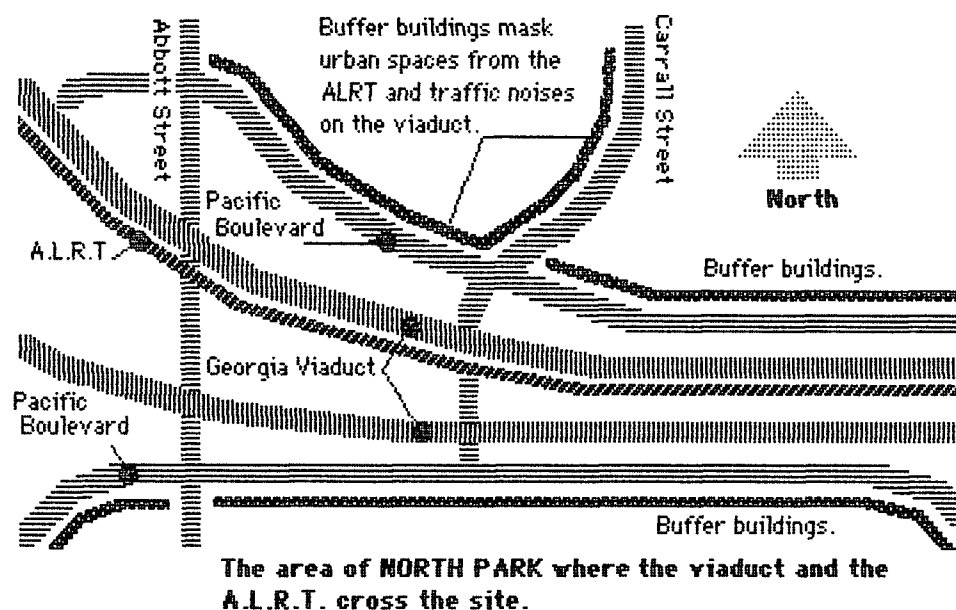 Abbott Street
Buffer buildings mask
urban spaces from the
ALRT and traffic noises
on the viaduct.
Carrall Street
North
Pacific
Boulevard
A.L.R.T.
Buffer buildings.
Georgia Viaduct
Pacific
Boulevard
Buffer buildings.
The area of NORTH PARK where the viaduct and the
A.L.R.T. cross the site.